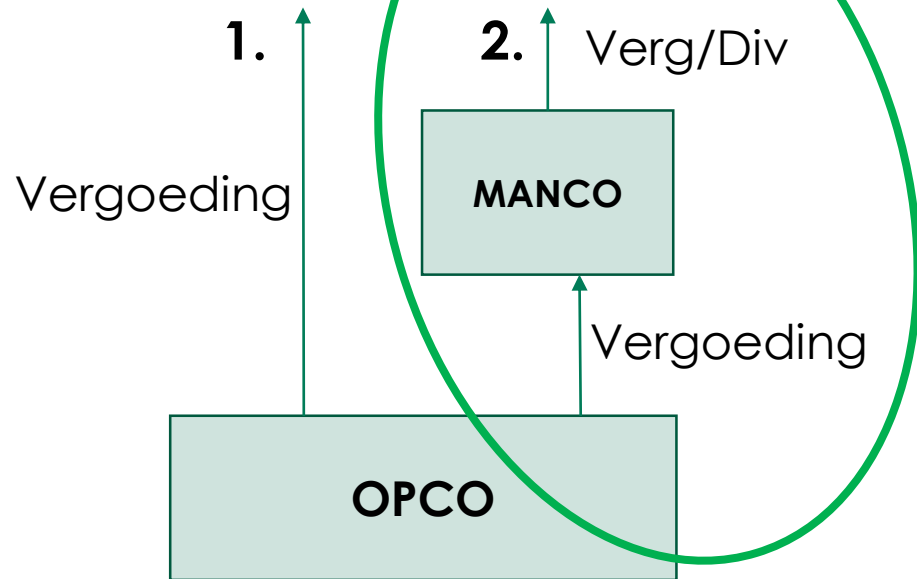 1.
2.
Verg/Div
Vergoeding
MANCO
Vergoeding
OPCO